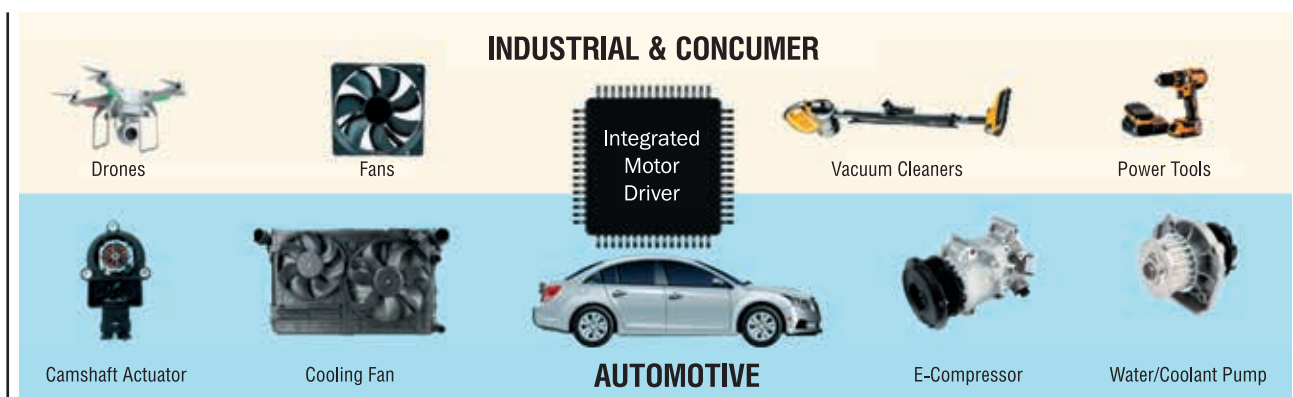 INDUSTRIAL & CONCUMER
Integrated
Motor
Driver
Drones
Fans
Vacuum Cleaners
Power Tools
Camshaft Actuator
Cooling Fan
AUTOMOTIVE
E-Compressor
Water/Coolant Pump